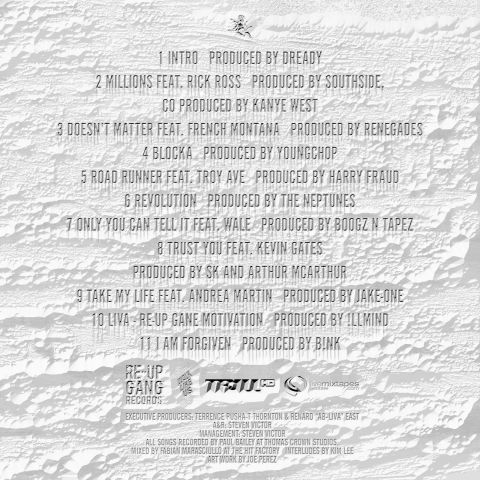 1 INTRO PRODUCED BY DREADY
2 MILLIONS FEAT. RICK ROSS PRODUCED BY SOUTHSIDE,
CO PRODUCED BY KANYE WEST
3 DOESN'T MATTER FEAT. FRENCH MONTANA PRODUCED BY RENEGADES
4 BLOCKA PRODUCED BY YOUNGCHOP
5 ROAD RUNNER FEAT. TROY AVE PRODUCED BY HARRY FRAUD
6 REVOLUTION PRODUCED BY THE NEPTUNES
7 ONLY YOU CAN TELL IT FEAT. WALE PRODUCED BY BOOGZ N TAPEZ
8 TRUST YOU FEAT. KEVIN GATES
PRODUCED BY SK AND ARTHUR MCARTHUR
9 TAKE MY LIFE FEAT. ANDREA MARTIN PRODUCED BY JAKE-ONE
10 LIVA - RE-UP GANE MOTIVATION PRODUCED BY !LLMIND
11 I AM FORGIVEN PRODUCED BY B!NK
RE-UP
GANG
RECORDS
livemixtapes
EXECUTIVE PRODUCERS: TERRENCE PUSHA-T THORNTON & RENARD "AB-LIVA" EAST
A&R: STEVEN VICTOR
MANAGEMENT: STEVEN VICTOR
ALL SONGS RECORDED BY PAUL BAILEY AT THOMAS CROWN STUDIOS
MIXED BY FABIAN MARASCIULLO AT THE HIT FACTORY INTERLUDES BY KIM LEE
ART WORK BY JOE PEREZ